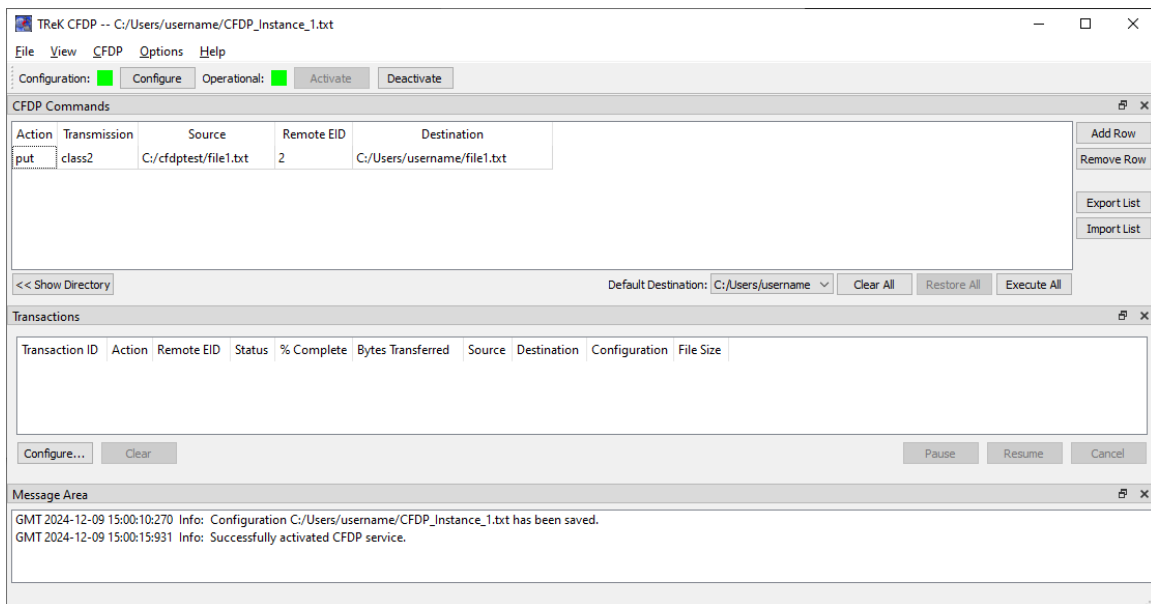 TReK CFDP -- C:/Users/username/CFDP_Instance_1.txt
File View CFDP Options Help
Configuration: Configure Operational: Activate Deactivate
CFDP Commands
Action Transmission Source Remote EID Destination
put class2 C:/cfdptest/file1.txt 2 C:/Users/username/file1.txt
Add Row
Remove Row
Export List
Import List
<< Show Directory Default Destination: C:/Users/username Clear All Restore All Execute All
Transactions
Transaction ID Action Remote EID Status % Complete Bytes Transferred Source Destination Configuration File Size
Configure... Clear Pause Resume Cancel
Message Area
GMT 2024-12-09 15:00:10:270 Info: Configuration C:/Users/username/CFDP_Instance_1.txt has been saved.
GMT 2024-12-09 15:00:15:931 Info: Successfully activated CFDP service.